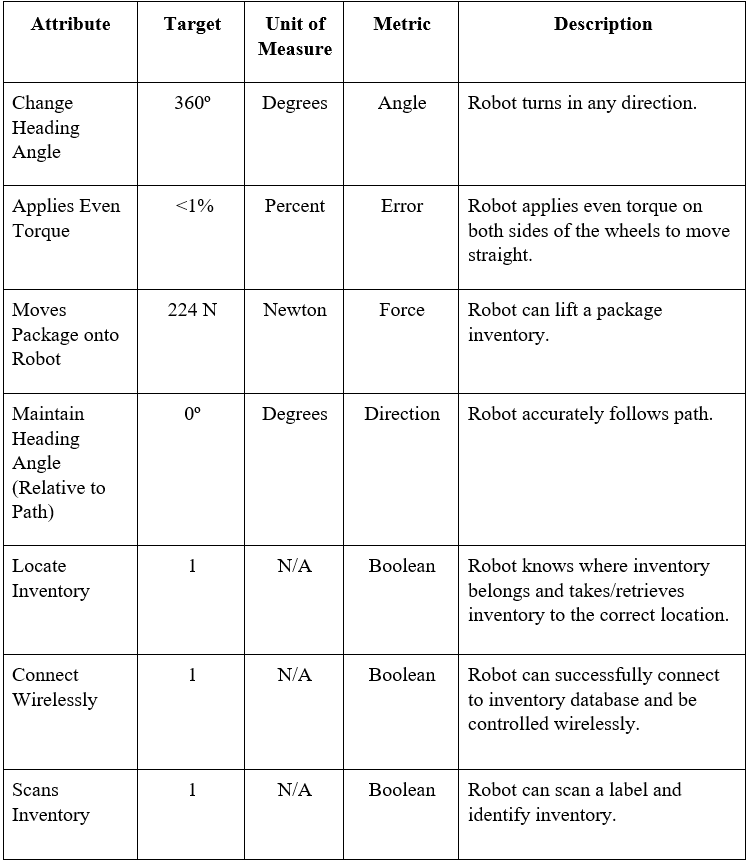 Attribute
Target
Unit of
Measure
Metric
Description
Change
Heading
Angle
360º
Degrees
Angle
Robot turns in any direction.
Applies Even
Torque
<1%
Percent
Error
Robot applies even torque on
both sides of the wheels to move
straight.
Moves
Package onto
Robot
224 N
Newton
Force
Robot can lift a package
inventory.
Maintain
Heading
Angle
(Relative to
Path)
0º
Degrees
Direction
Robot accurately follows path.
Locate
Inventory
1
N/A
Boolean
Robot knows where inventory
belongs and takes/retrieves
inventory to the correct location.
Connect
Wirelessly
1
N/A
Boolean
Robot can successfully connect
to inventory database and be
controlled wirelessly.
Scans
Inventory
1
N/A
Boolean
Robot can scan a label and
identify inventory.